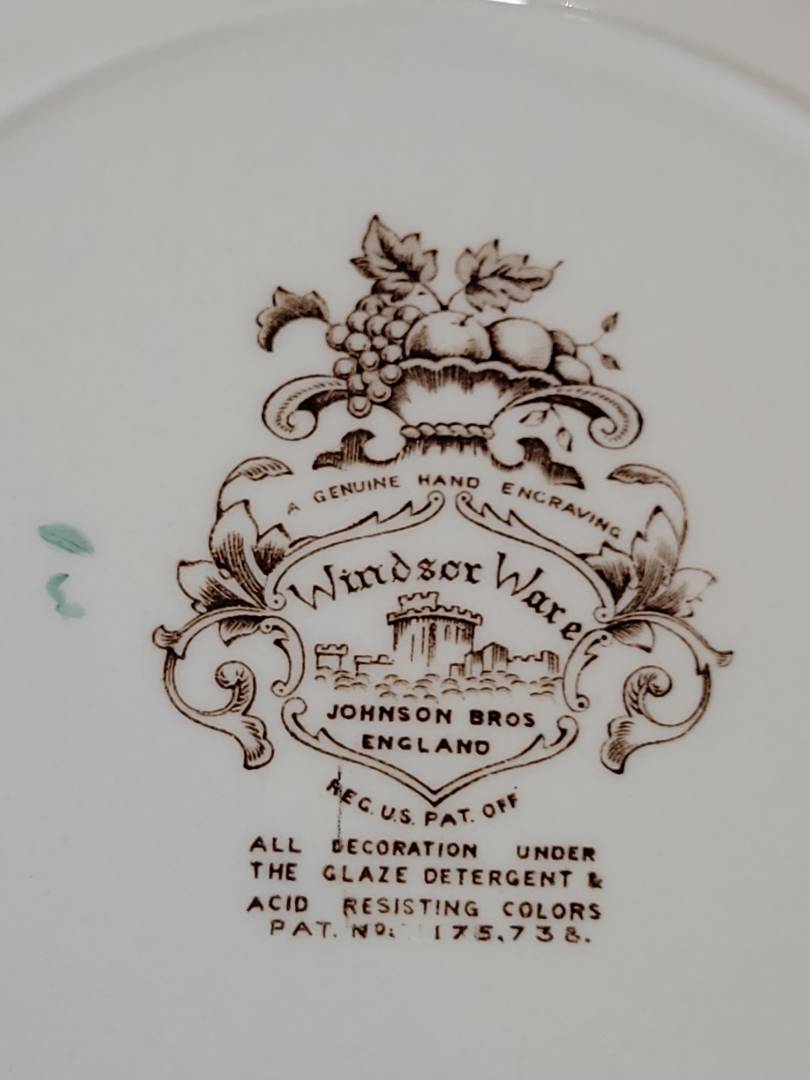 A GENUINE HAND ENGRAVING
Windsor Ware
JOHNSON BROS
ENGLAND
REG. U.S. PAT. OFF
ALL DECORATION UNDER
THE GLAZE DETERGENT &
ACID RESISTING COLORS
PAT. No: 175,738.